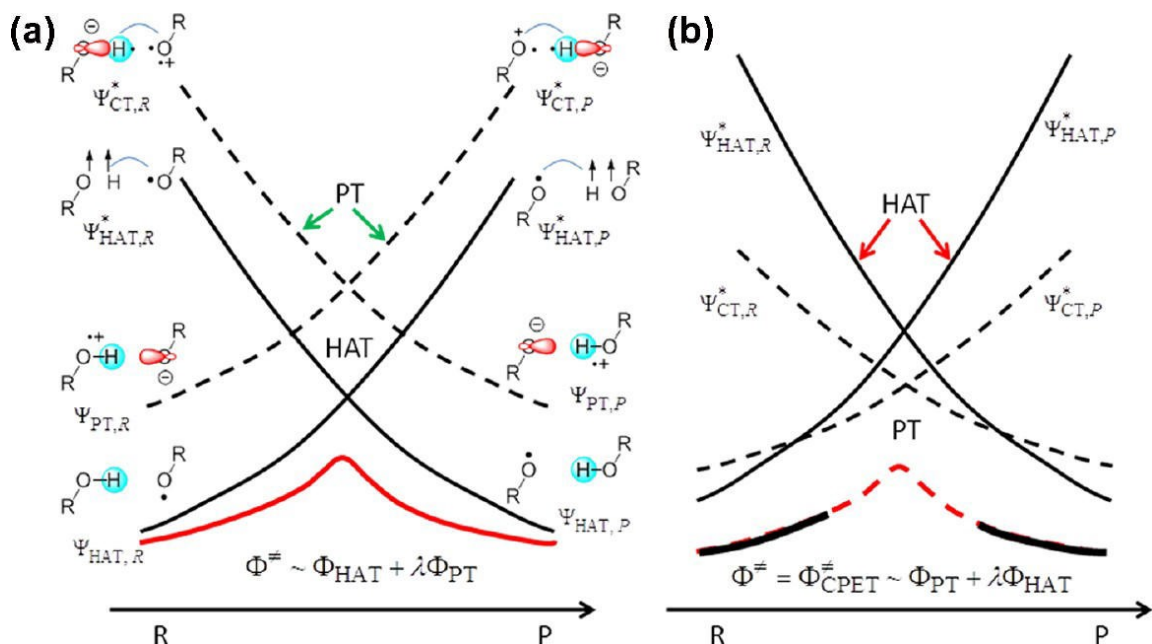 (a)
R
⊖
O H • • O
•+
R
Ψ*CT,R
R
+
O • • H O
R
⊖
Ψ*CT,P
PT
R
O H • O
R
Ψ*HAT,R
R
• O H O
R
Ψ*HAT,P
HAT
•+
O–H O
R
R
⊖
ΨPT,R
⊖
O H–O
R
R
•+
ΨPT,P
O–H O
R
R
•
ΨHAT,R
•
O H–O
R
R
ΨHAT,P
Φ≠ ~ ΦHAT + λΦPT
R P
(b)
Ψ*HAT,R
Ψ*HAT,P
HAT
Ψ*CT,R
Ψ*CT,P
PT
Φ≠ = Φ≠CPET ~ ΦPT + λΦHAT
R P